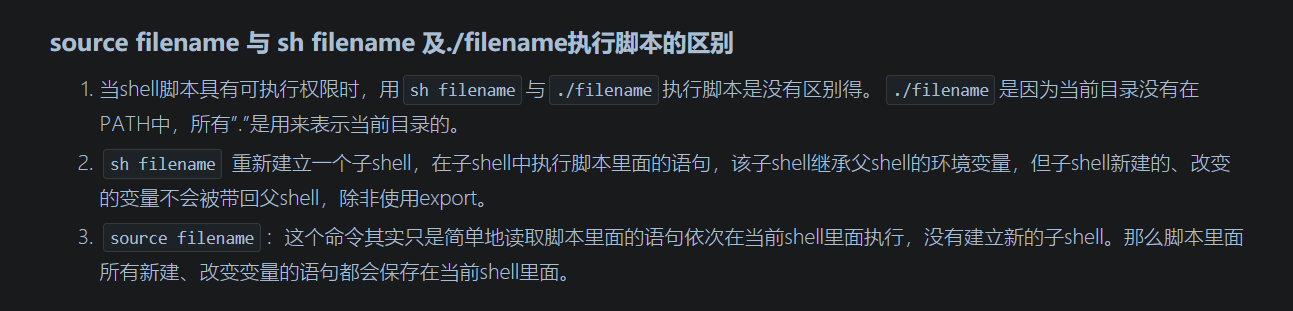 source filename 与 sh filename 及./filename执行脚本的区别
1. 当shell脚本具有可执行权限时，用 sh filename 与 ./filename 执行脚本是没有区别得。 ./filename 是因为当前目录没有在
PATH中，所有"."是用来表示当前目录的。
2. sh filename 重新建立一个子shell，在子shell中执行脚本里面的语句，该子shell继承父shell的环境变量，但子shell新建的、改变
的变量不会被带回父shell，除非使用export。
3. source filename ：这个命令其实只是简单地读取脚本里面的语句依次在当前shell里面执行，没有建立新的子shell。那么脚本里面
所有新建、改变变量的语句都会保存在当前shell里面。